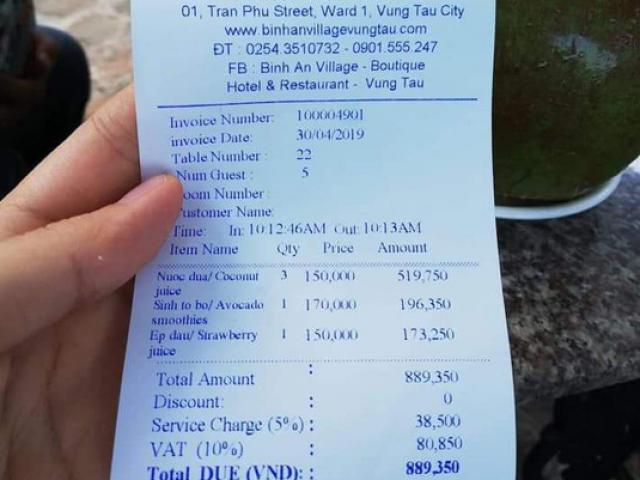 01, Tran Phu Street, Ward 1, Vung Tau City
www.binhanvillagevungtau.com
ĐT : 0254.3510732 - 0901.555 247
FB : Binh An Village - Boutique
Hotel & Restaurant - Vung Tau
Invoice Number: 100004901
invoice Date: 30/04/2019
Table Number : 22
Num Guest : 5
oom Number :
ustomer Name:
Time: In: 10:12:46AM Out: 10:13AM
Item Name Qty Price Amount
Nuoc dua/ Coconut juice 3 150,000 519,750
Sinh to bo/ Avocado smoothies 1 170,000 196,350
Ep dau/ Strawberry juice 1 150,000 173,250
Total Amount : 889,350
Discount: 0
Service Charge (5%) : 38,500
VAT (10%) : 80,850
Total DUE (VND): : 889,350